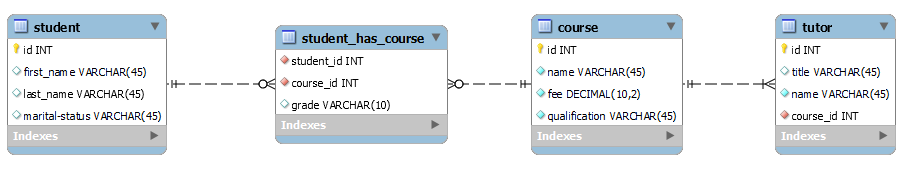 student
id INT
first_name VARCHAR(45)
last_name VARCHAR(45)
marital-status VARCHAR(45)
Indexes
student_has_course
student_id INT
course_id INT
grade VARCHAR(10)
Indexes
course
id INT
name VARCHAR(45)
fee DECIMAL(10,2)
qualification VARCHAR(45)
Indexes
tutor
id INT
title VARCHAR(45)
name VARCHAR(45)
course_id INT
Indexes